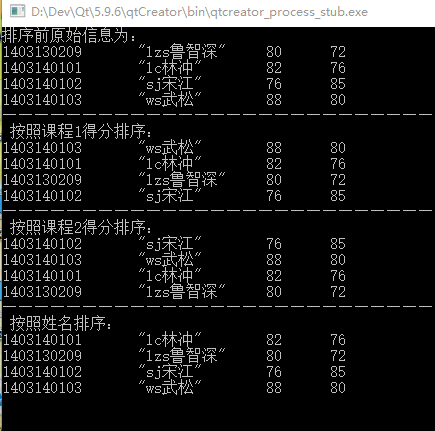 D:\Dev\Qt\5.9.6\qtCreator\bin\qtcreator_process_stub.exe
排序前原始信息为:
1403130209 "lzs鲁智深" 80 72
1403140101 "lc林冲" 82 76
1403140102 "sj宋江" 76 85
1403140103 "ws武松" 88 80
按照课程1得分排序:
1403140103 "ws武松" 88 80
1403140101 "lc林冲" 82 76
1403130209 "lzs鲁智深" 80 72
1403140102 "sj宋江" 76 85
按照课程2得分排序:
1403140102 "sj宋江" 76 85
1403140103 "ws武松" 88 80
1403140101 "lc林冲" 82 76
1403130209 "lzs鲁智深" 80 72
按照姓名排序:
1403140101 "lc林冲" 82 76
1403130209 "lzs鲁智深" 80 72
1403140102 "sj宋江" 76 85
1403140103 "ws武松" 88 80